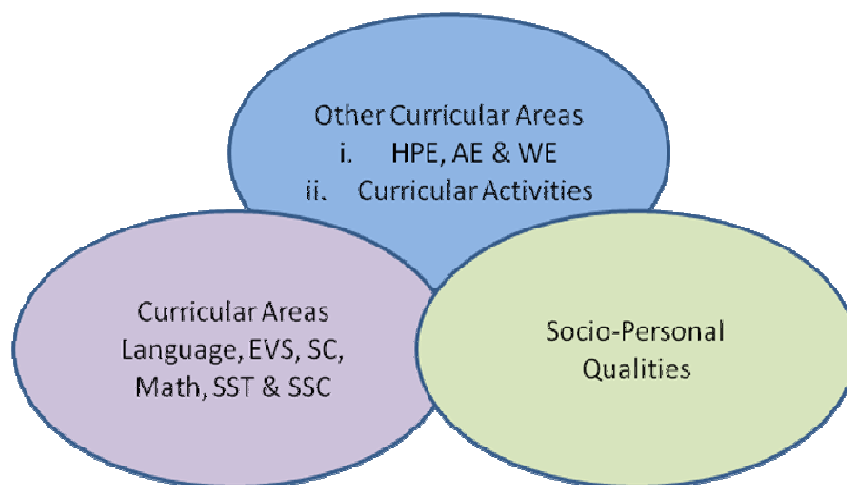 Other Curricular Areas
i. HPE, AE & WE
ii. Curricular Activities
Curricular Areas
Language, EVS, SC,
Math, SST & SSC
Socio-Personal
Qualities